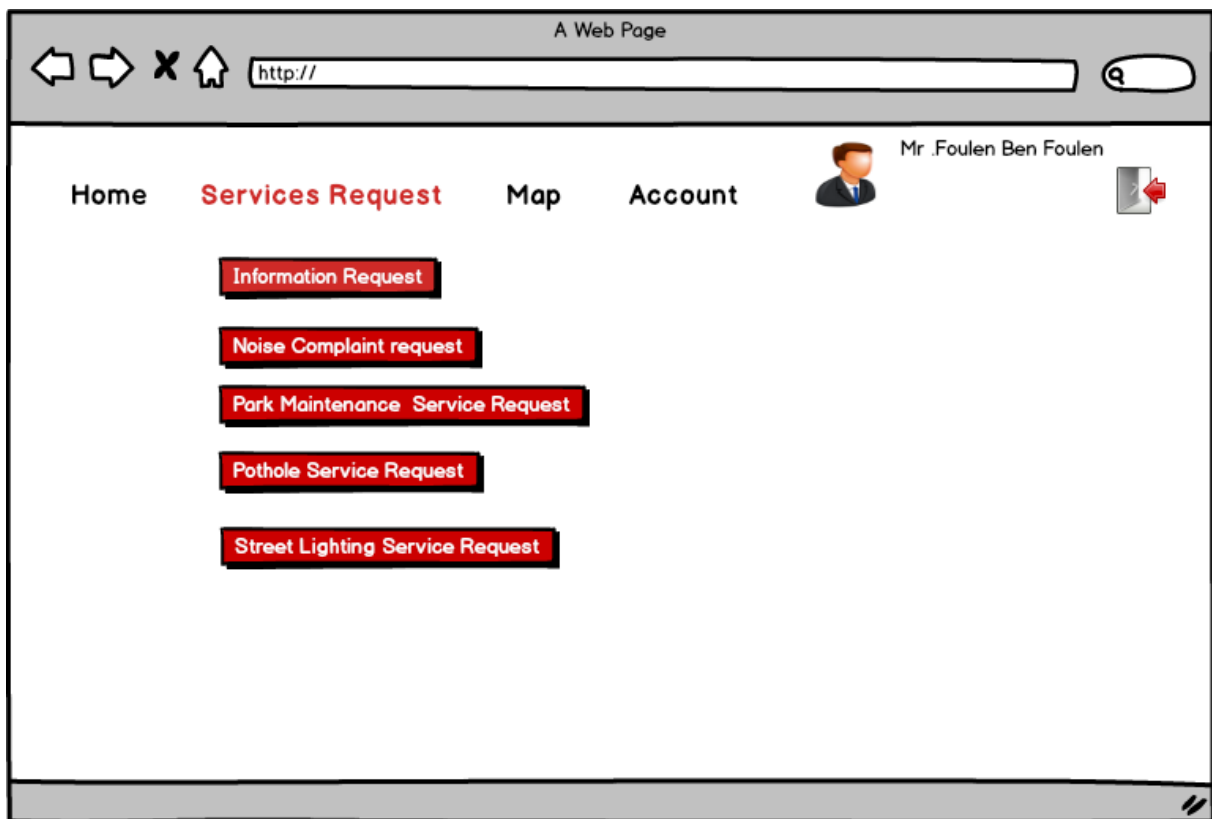 A Web Page
http://
Mr .Foulen Ben Foulen
Home Services Request Map Account
Information Request
Noise Complaint request
Park Maintenance  Service Request
Pothole Service Request
Street Lighting Service Request